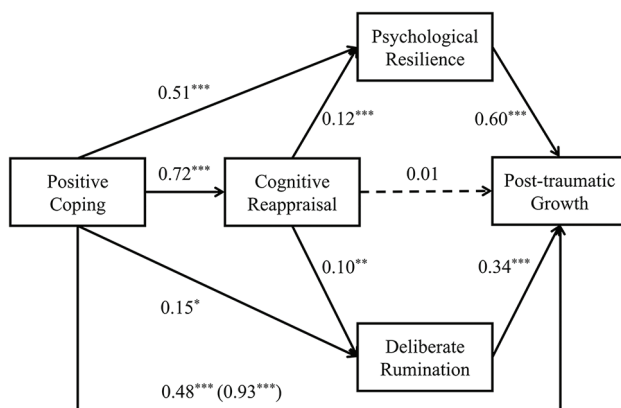 Psychological
Resilience
0.51***
0.12***
0.60***
Positive
Coping
0.72***
Cognitive
Reappraisal
0.01
Post-traumatic
Growth
0.15*
0.10**
0.34***
Deliberate
Rumination
0.48*** (0.93***)